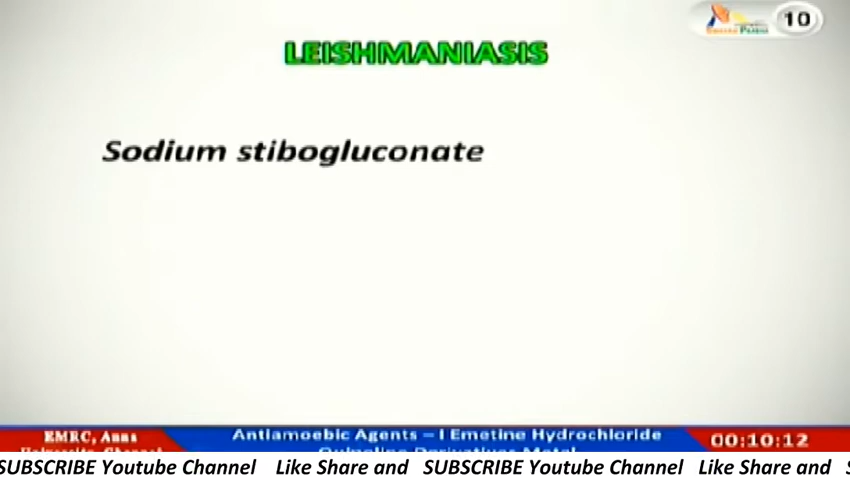 10
LEISHMANIASIS
Sodium stibogluconate
EMRC, Anna
Antiamoebic Agents – I Emetine Hydrochloride
00:10:12
SUBSCRIBE Youtube Channel Like Share and SUBSCRIBE Youtube Channel Like Share and